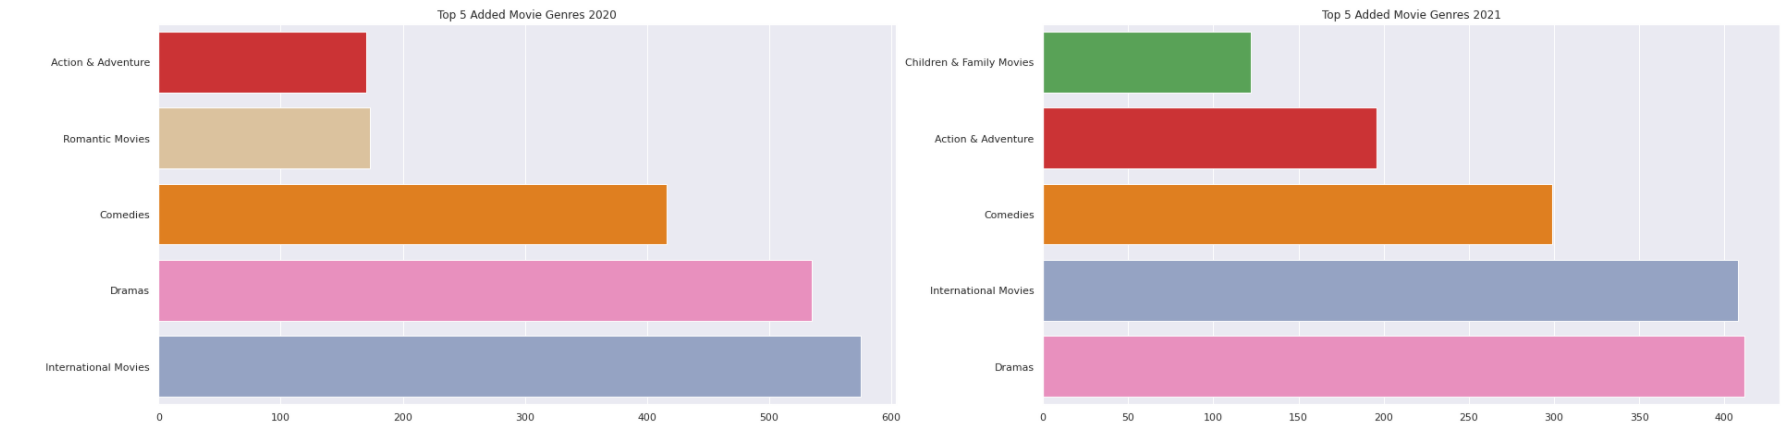 Top 5 Added Movie Genres 2020
Action & Adventure
Romantic Movies
Comedies
Dramas
International Movies
0 100 200 300 400 500 600
Top 5 Added Movie Genres 2021
Children & Family Movies
Action & Adventure
Comedies
International Movies
Dramas
0 50 100 150 200 250 300 350 400